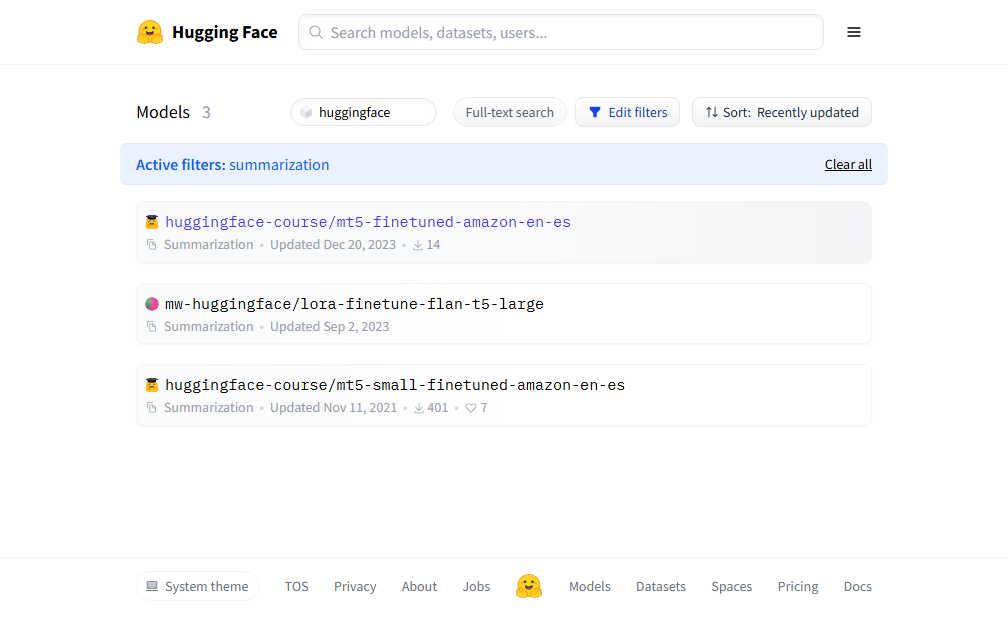 Hugging Face
Search models, datasets, users...
Models 3
huggingface
Full-text search
Edit filters
Sort: Recently updated
Active filters: summarization
Clear all
huggingface-course/mt5-finetuned-amazon-en-es
Summarization • Updated Dec 20, 2023 • 14
mw-huggingface/lora-finetune-flan-t5-large
Summarization • Updated Sep 2, 2023
huggingface-course/mt5-small-finetuned-amazon-en-es
Summarization • Updated Nov 11, 2021 • 401 • 7
System theme TOS Privacy About Jobs Models Datasets Spaces Pricing Docs